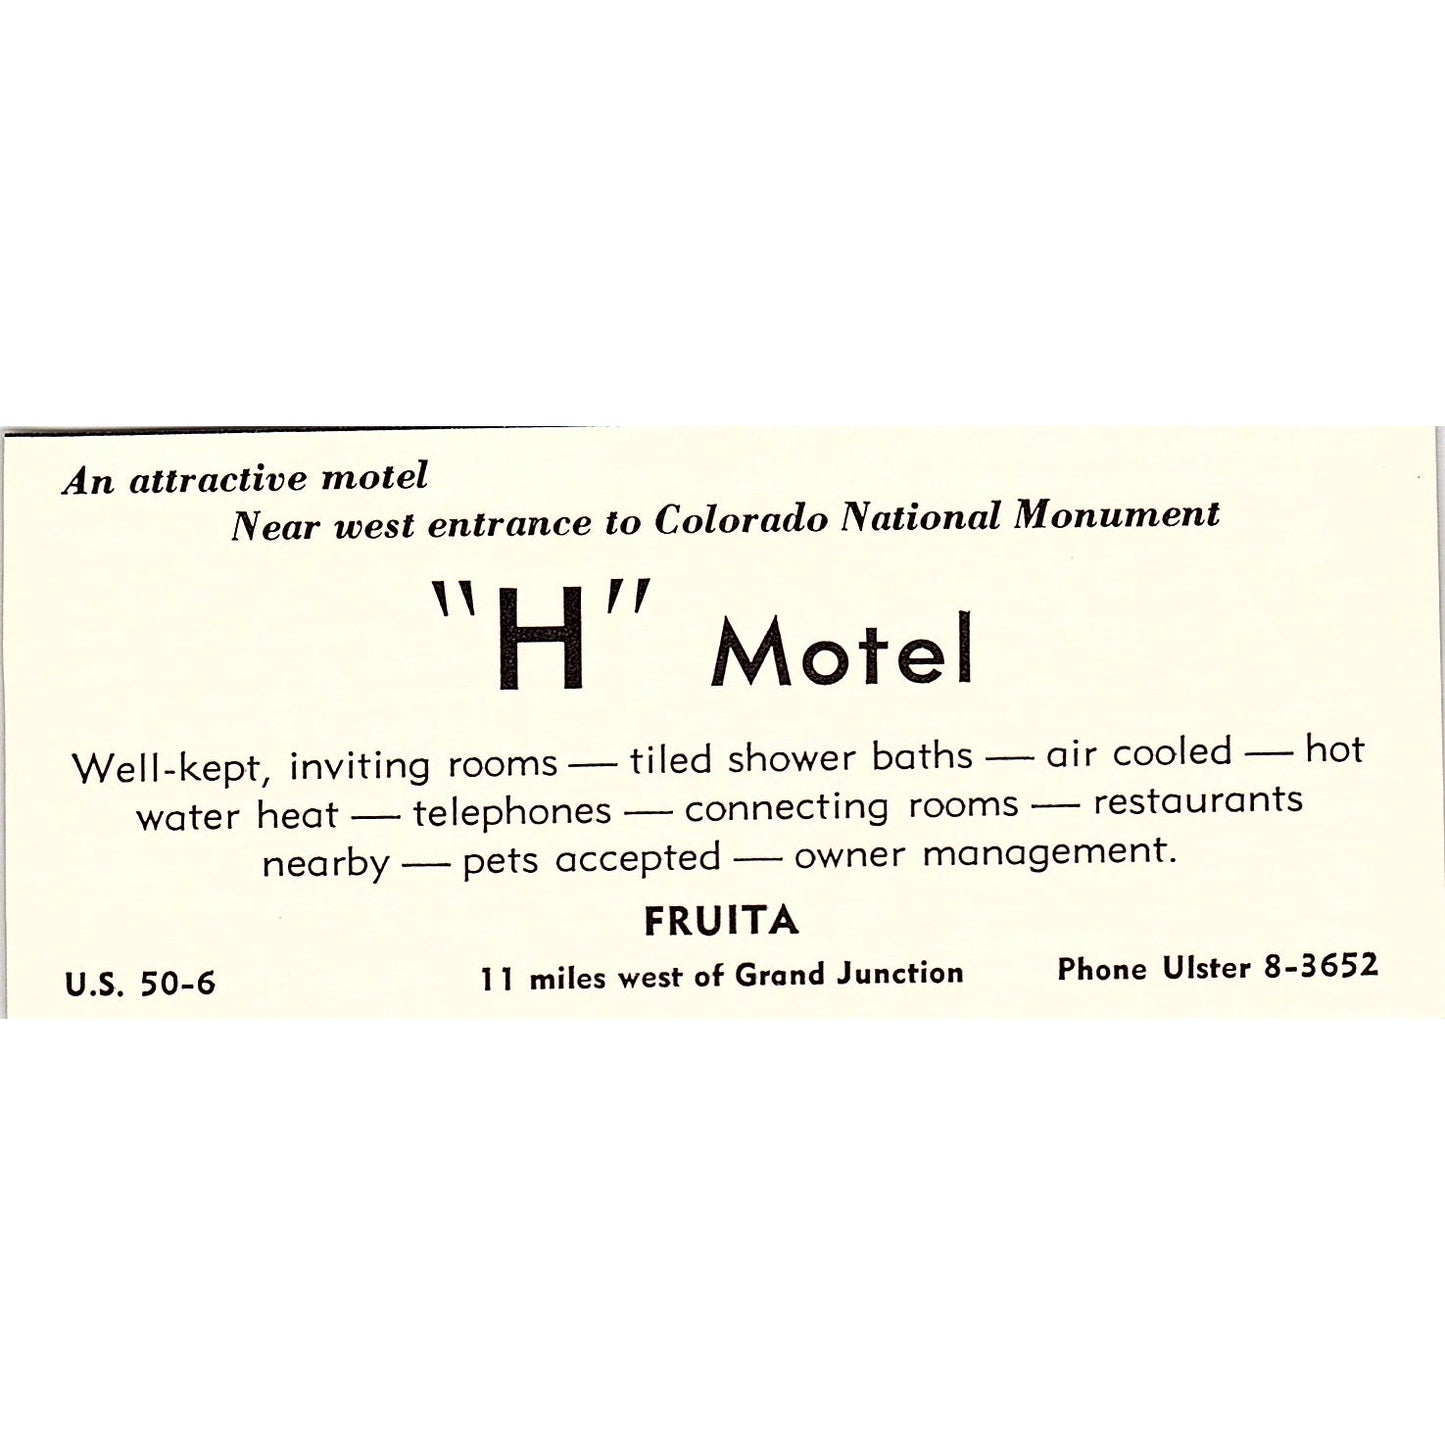 An attractive motel
Near west entrance to Colorado National Monument
"H" Motel
Well-kept, inviting rooms — tiled shower baths — air cooled — hot
water heat — telephones — connecting rooms — restaurants
nearby — pets accepted — owner management.
FRUITA
U.S. 50-6 11 miles west of Grand Junction Phone Ulster 8-3652